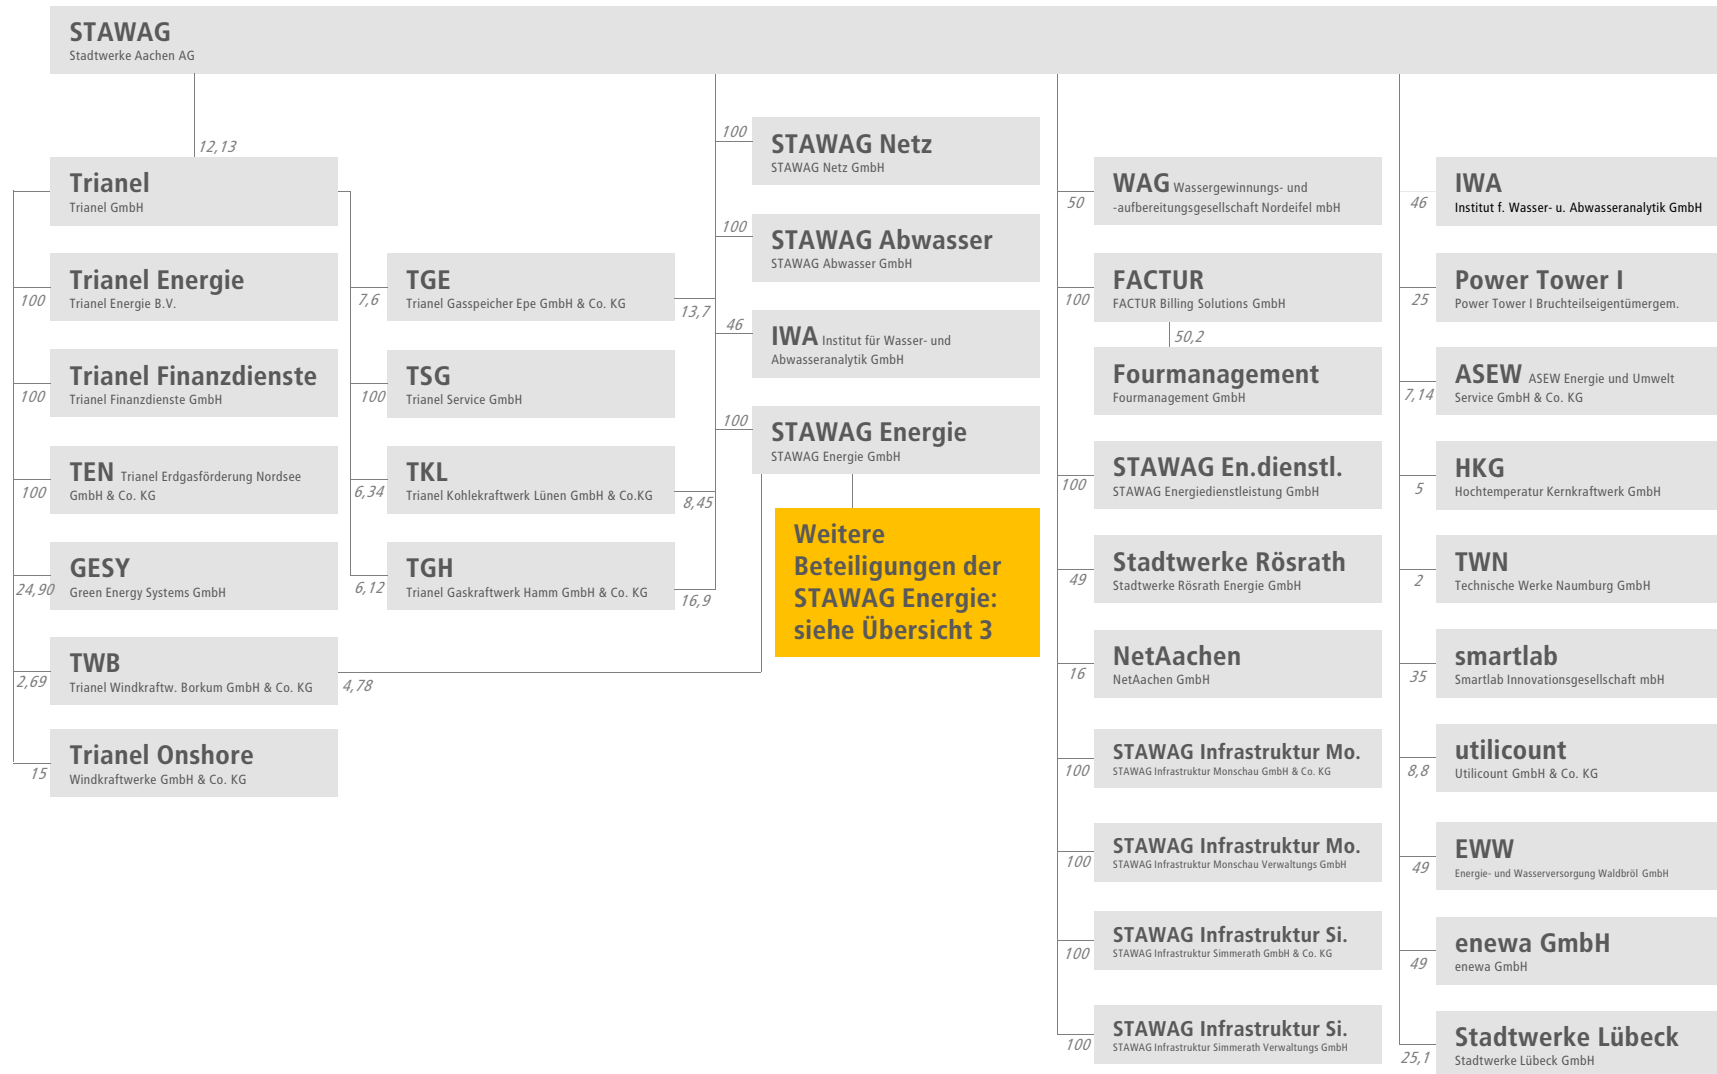 STAWAG
Stadtwerke Aachen AG
12,13
Trianel
Trianel GmbH
100
Trianel Energie
Trianel Energie B.V.
100
Trianel Finanzdienste
Trianel Finanzdienste GmbH
100
TEN Trianel Erdgasförderung Nordsee
GmbH & Co. KG
24,90
GESY
Green Energy Systems GmbH
2,69
TWB
Trianel Windkraftw. Borkum GmbH & Co. KG
4,78
15
Trianel Onshore
Windkraftwerke GmbH & Co. KG
7,6
TGE
Trianel Gasspeicher Epe GmbH & Co. KG
13,7
100
TSG
Trianel Service GmbH
6,34
TKL
Trianel Kohlekraftwerk Lünen GmbH & Co.KG
8,45
6,12
TGH
Trianel Gaskraftwerk Hamm GmbH & Co. KG
16,9
100
STAWAG Netz
STAWAG Netz GmbH
100
STAWAG Abwasser
STAWAG Abwasser GmbH
46
IWA Institut für Wasser- und
Abwasseranalytik GmbH
100
STAWAG Energie
STAWAG Energie GmbH
Weitere
Beteiligungen der
STAWAG Energie:
siehe Übersicht 3
50
WAG Wassergewinnungs- und
-aufbereitungsgesellschaft Nordeifel mbH
100
FACTUR
FACTUR Billing Solutions GmbH
50,2
Fourmanagement
Fourmanagement GmbH
100
STAWAG En.dienstl.
STAWAG Energiedienstleistung GmbH
49
Stadtwerke Rösrath
Stadtwerke Rösrath Energie GmbH
16
NetAachen
NetAachen GmbH
100
STAWAG Infrastruktur Mo.
STAWAG Infrastruktur Monschau GmbH & Co. KG
100
STAWAG Infrastruktur Mo.
STAWAG Infrastruktur Monschau Verwaltungs GmbH
100
STAWAG Infrastruktur Si.
STAWAG Infrastruktur Simmerath GmbH & Co. KG
100
STAWAG Infrastruktur Si.
STAWAG Infrastruktur Simmerath Verwaltungs GmbH
46
IWA
Institut f. Wasser- u. Abwasseranalytik GmbH
25
Power Tower I
Power Tower I Bruchteilseigentümergem.
7,14
ASEW ASEW Energie und Umwelt
Service GmbH & Co. KG
5
HKG
Hochtemperatur Kernkraftwerk GmbH
2
TWN
Technische Werke Naumburg GmbH
35
smartlab
Smartlab Innovationsgesellschaft mbH
8,8
utilicount
Utilicount GmbH & Co. KG
49
EWW
Energie- und Wasserversorgung Waldbröl GmbH
49
enewa GmbH
enewa GmbH
25,1
Stadtwerke Lübeck
Stadtwerke Lübeck GmbH